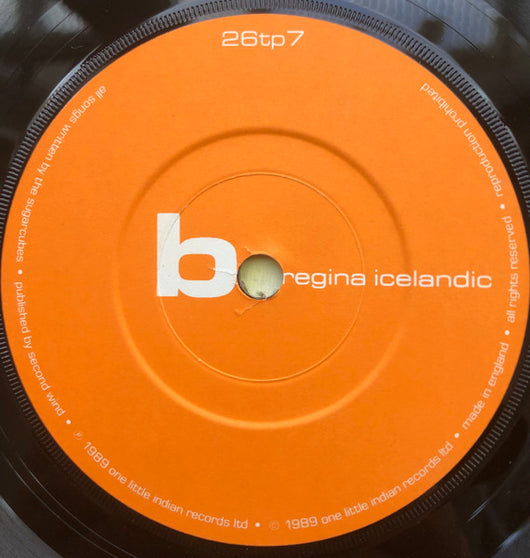 26tp7
b regina icelandic
all songs written by the sugarcubes • published by second wind • ℗ 1989 one little indian records ltd • © 1989 one little indian records ltd • made in england • all rights reserved • reproduction prohibited